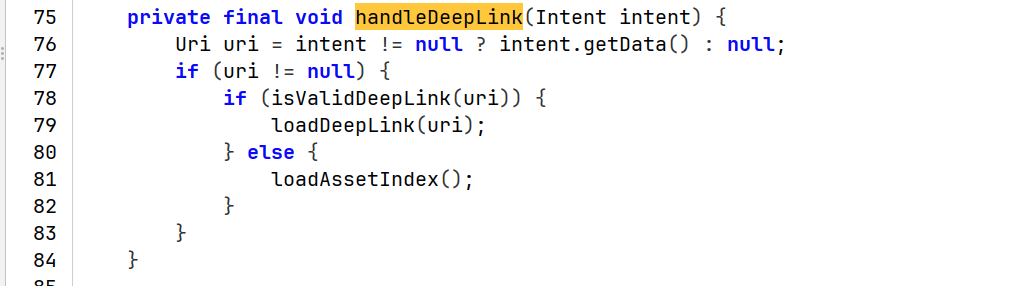 75 private final void handleDeepLink(Intent intent) {
76 Uri uri = intent != null ? intent.getData() : null;
77 if (uri != null) {
78 if (isValidDeepLink(uri)) {
79 loadDeepLink(uri);
80 } else {
81 loadAssetIndex();
82 }
83 }
84 }
85